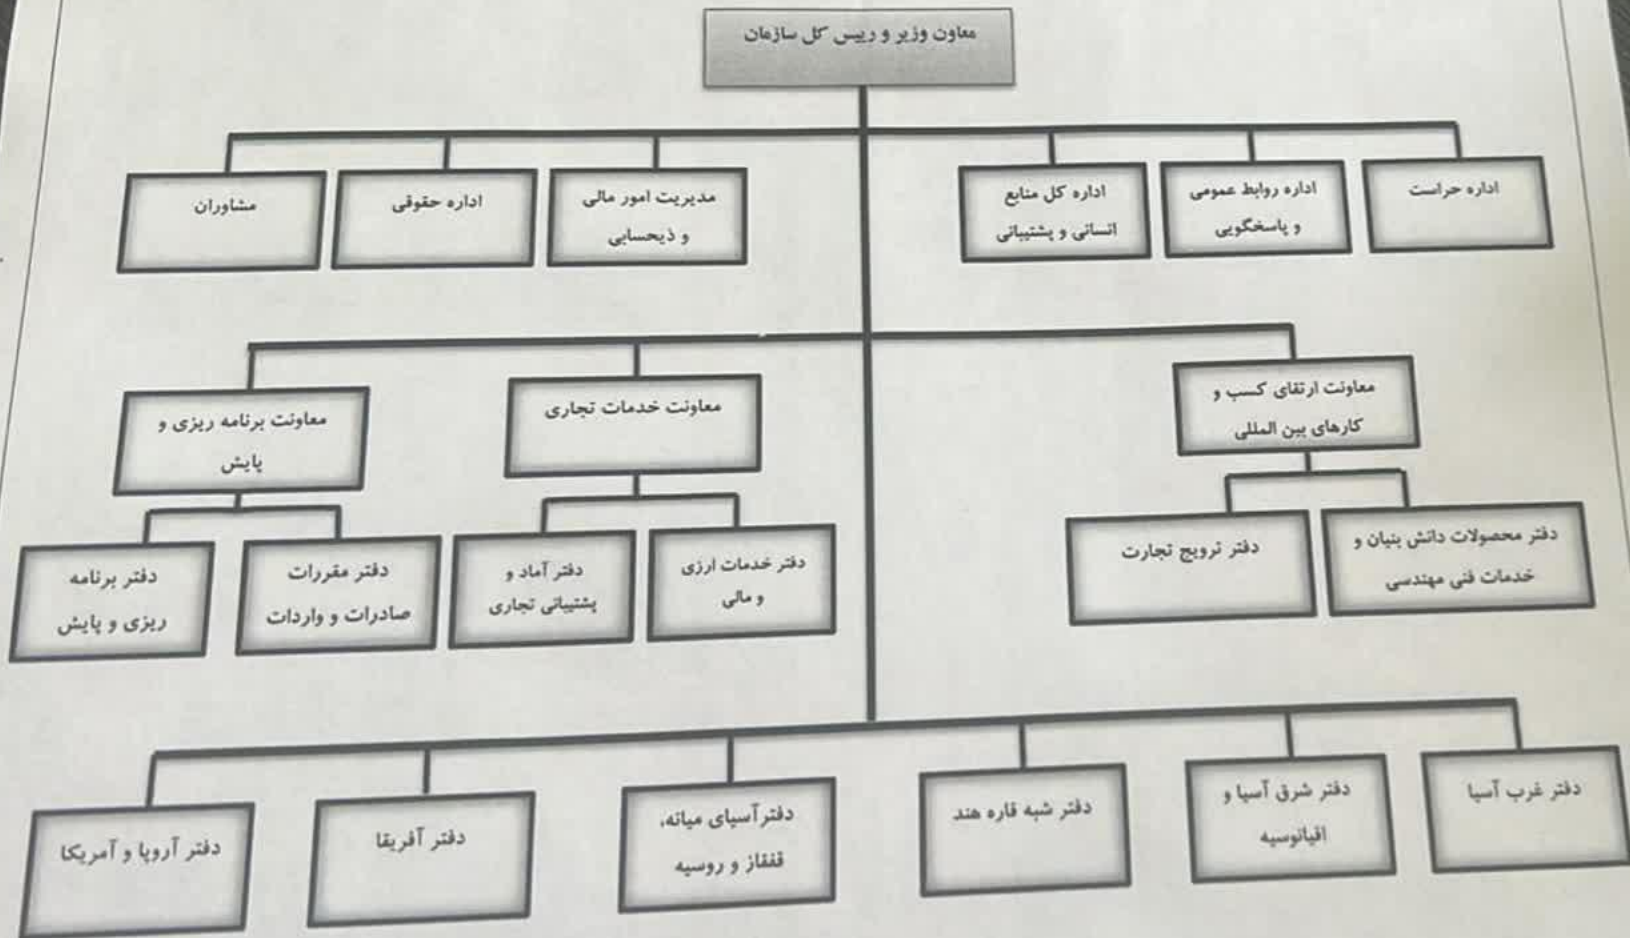 معاون وزیر و رییس کل سازمان
اداره حراست
اداره روابط عمومی
و پاسخگویی
اداره کل منابع
انسانی و پشتیبانی
مدیریت امور مالی
و ذیحسابی
اداره حقوقی
مشاوران
معاونت ارتقای کسب و
کارهای بین المللی
معاونت خدمات تجاری
معاونت برنامه ریزی و
پایش
دفتر محصولات دانش بنیان و
خدمات فنی مهندسی
دفتر ترویج تجارت
دفتر خدمات ارزی
و مالی
دفتر آماد و
پشتیبانی تجاری
دفتر مقررات
صادرات و واردات
دفتر برنامه
ریزی و پایش
دفتر غرب آسیا
دفتر شرق آسیا و
اقیانوسیه
دفتر شبه قاره هند
دفترآسیای میانه،
قفقاز و روسیه
دفتر آفریقا
دفتر آروپا و آمریکا